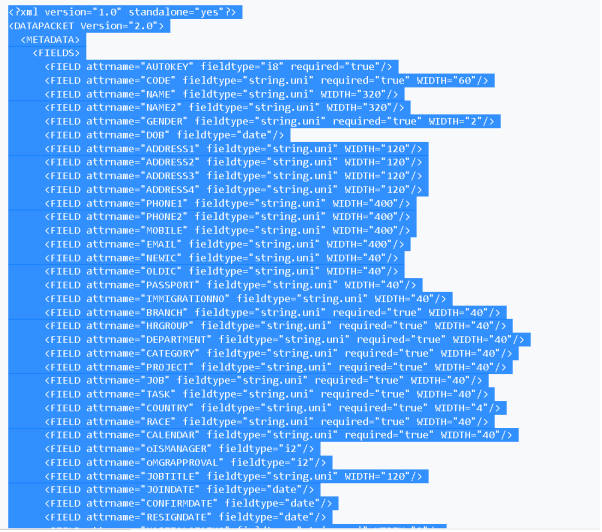 <?xml version="1.0" standalone="yes"?>
<DATAPACKET Version="2.0">
<METADATA>
<FIELDS>
<FIELD attrname="AUTOKEY" fieldtype="i8" required="true"/>
<FIELD attrname="CODE" fieldtype="string.uni" required="true" WIDTH="60"/>
<FIELD attrname="NAME" fieldtype="string.uni" WIDTH="320"/>
<FIELD attrname="NAME2" fieldtype="string.uni" WIDTH="320"/>
<FIELD attrname="GENDER" fieldtype="string.uni" required="true" WIDTH="2"/>
<FIELD attrname="DOB" fieldtype="date"/>
<FIELD attrname="ADDRESS1" fieldtype="string.uni" WIDTH="120"/>
<FIELD attrname="ADDRESS2" fieldtype="string.uni" WIDTH="120"/>
<FIELD attrname="ADDRESS3" fieldtype="string.uni" WIDTH="120"/>
<FIELD attrname="ADDRESS4" fieldtype="string.uni" WIDTH="120"/>
<FIELD attrname="PHONE1" fieldtype="string.uni" WIDTH="400"/>
<FIELD attrname="PHONE2" fieldtype="string.uni" WIDTH="400"/>
<FIELD attrname="MOBILE" fieldtype="string.uni" WIDTH="400"/>
<FIELD attrname="EMAIL" fieldtype="string.uni" WIDTH="400"/>
<FIELD attrname="NEWIC" fieldtype="string.uni" WIDTH="40"/>
<FIELD attrname="OLDIC" fieldtype="string.uni" WIDTH="40"/>
<FIELD attrname="PASSPORT" fieldtype="string.uni" WIDTH="40"/>
<FIELD attrname="IMMIGRATIONNO" fieldtype="string.uni" WIDTH="40"/>
<FIELD attrname="BRANCH" fieldtype="string.uni" required="true" WIDTH="40"/>
<FIELD attrname="HRGROUP" fieldtype="string.uni" required="true" WIDTH="40"/>
<FIELD attrname="DEPARTMENT" fieldtype="string.uni" required="true" WIDTH="40"/>
<FIELD attrname="CATEGORY" fieldtype="string.uni" required="true" WIDTH="40"/>
<FIELD attrname="PROJECT" fieldtype="string.uni" required="true" WIDTH="40"/>
<FIELD attrname="JOB" fieldtype="string.uni" required="true" WIDTH="40"/>
<FIELD attrname="TASK" fieldtype="string.uni" required="true" WIDTH="40"/>
<FIELD attrname="COUNTRY" fieldtype="string.uni" required="true" WIDTH="4"/>
<FIELD attrname="RACE" fieldtype="string.uni" required="true" WIDTH="40"/>
<FIELD attrname="CALENDAR" fieldtype="string.uni" required="true" WIDTH="40"/>
<FIELD attrname="oISMANAGER" fieldtype="i2"/>
<FIELD attrname="oMGRAPPROVAL" fieldtype="i2"/>
<FIELD attrname="JOBTITLE" fieldtype="string.uni" WIDTH="120"/>
<FIELD attrname="JOINDATE" fieldtype="date"/>
<FIELD attrname="CONFIRMDATE" fieldtype="date"/>
<FIELD attrname="RESIGNDATE" fieldtype="date"/>